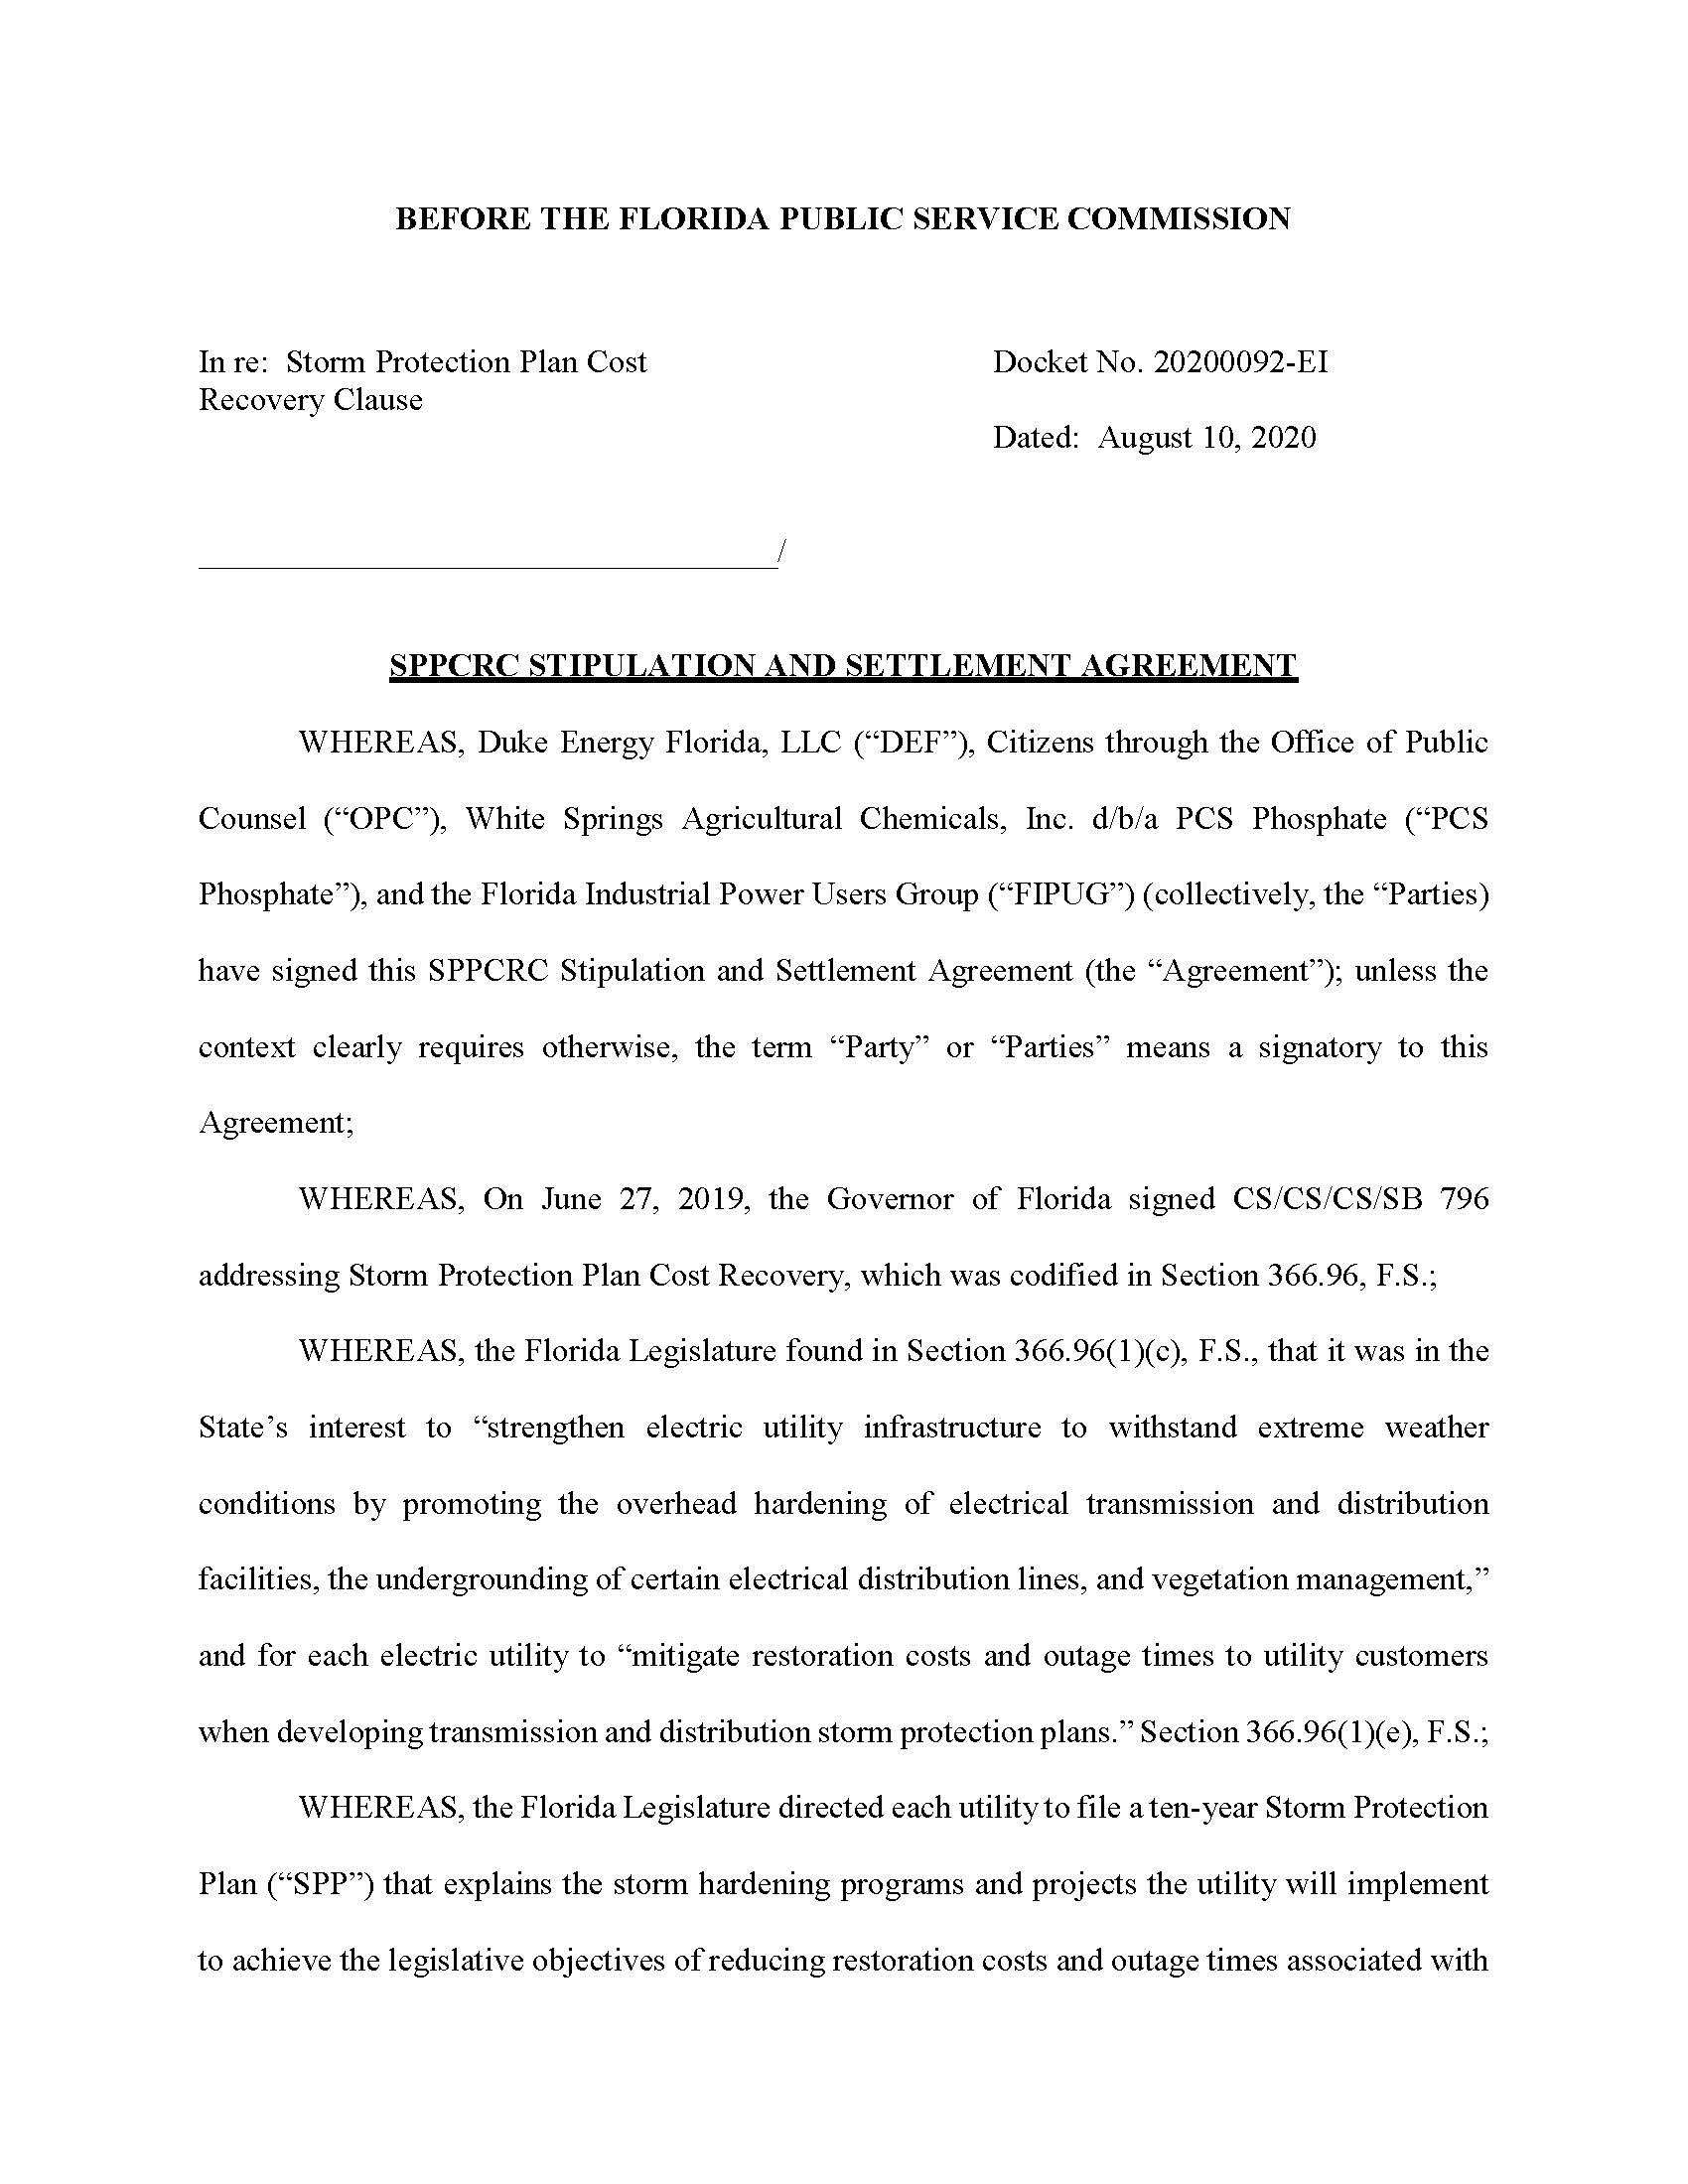 BEFORE THE FLORIDA PUBLIC SERVICE COMMISSION
In re: Storm Protection Plan Cost
Recovery Clause
Docket No. 20200092-EI
Dated: August 10, 2020
/
SPPCRC STIPULATION AND SETTLEMENT AGREEMENT
WHEREAS, Duke Energy Florida, LLC (“DEF”), Citizens through the Office of Public
Counsel (“OPC”), White Springs Agricultural Chemicals, Inc. d/b/a PCS Phosphate (“PCS
Phosphate”), and the Florida Industrial Power Users Group (“FIPUG”) (collectively, the “Parties)
have signed this SPPCRC Stipulation and Settlement Agreement (the “Agreement”); unless the
context clearly requires otherwise, the term “Party” or “Parties” means a signatory to this
Agreement;
WHEREAS, On June 27, 2019, the Governor of Florida signed CS/CS/CS/SB 796
addressing Storm Protection Plan Cost Recovery, which was codified in Section 366.96, F.S.;
WHEREAS, the Florida Legislature found in Section 366.96(1)(c), F.S., that it was in the
State’s interest to “strengthen electric utility infrastructure to withstand extreme weather
conditions by promoting the overhead hardening of electrical transmission and distribution
facilities, the undergrounding of certain electrical distribution lines, and vegetation management,”
and for each electric utility to “mitigate restoration costs and outage times to utility customers
when developing transmission and distribution storm protection plans.” Section 366.96(1)(e), F.S.;
WHEREAS, the Florida Legislature directed each utility to file a ten-year Storm Protection
Plan (“SPP”) that explains the storm hardening programs and projects the utility will implement
to achieve the legislative objectives of reducing restoration costs and outage times associated with